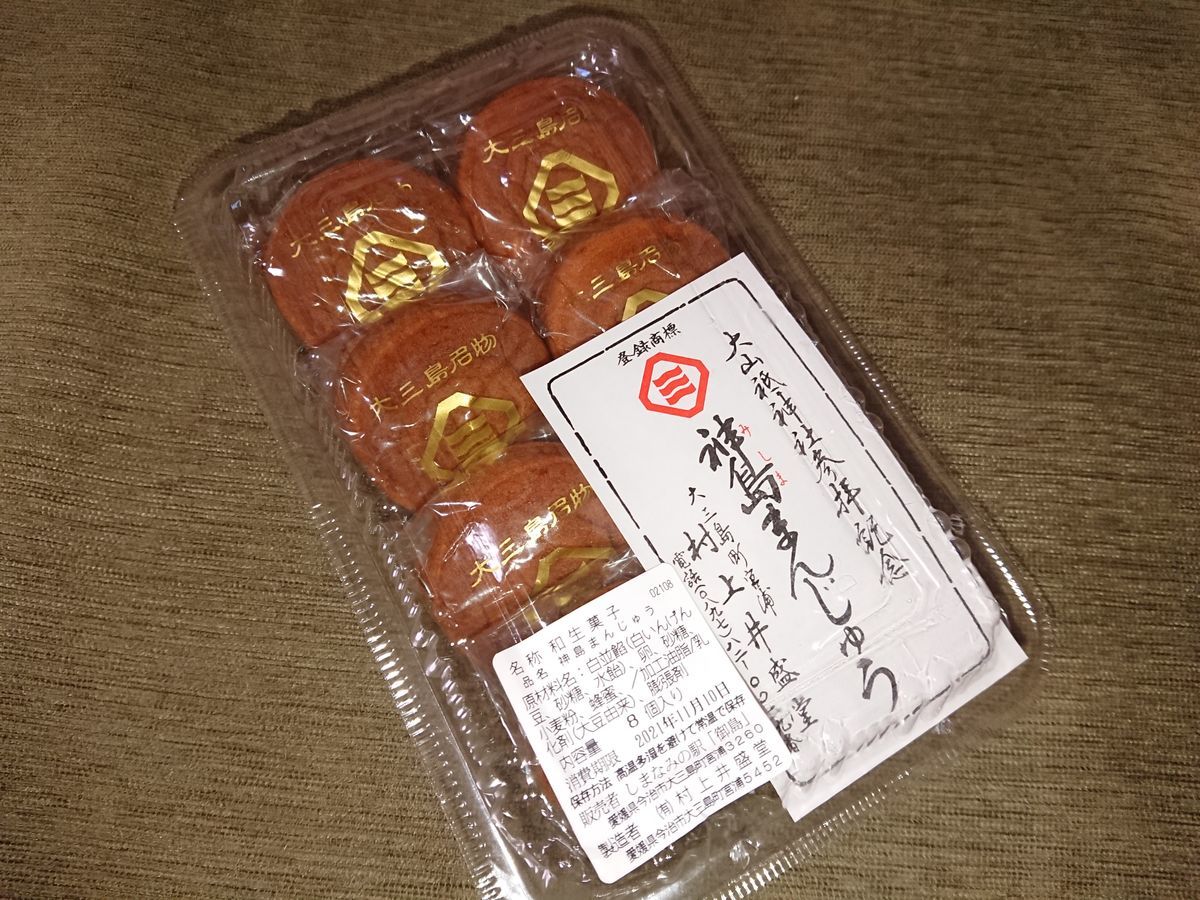 大三島名
大三島
三島名
大三島名物
大三島名物
登録商標
大山祇神社参拝記念
神島まんじゅう
みしま
大三島町宮浦
村上井盛堂
02108
名称 和生菓子
品名 神島まんじゅう
原材料名:白並餡(白いんげん
豆、砂糖、水飴)、卵、砂糖、
小麦粉、蜂蜜/加工油脂/乳
化剤(大豆由来)、膨張剤
内容量 8個入り
消費期限 2021年11月10日
保存方法 高温多湿を避けて常温で保存
販売者 しまなみの駅「御島」
愛媛県今治市大三島町宮浦3260
製造者 (有)村上井盛堂
愛媛県今治市大三島町宮浦5452